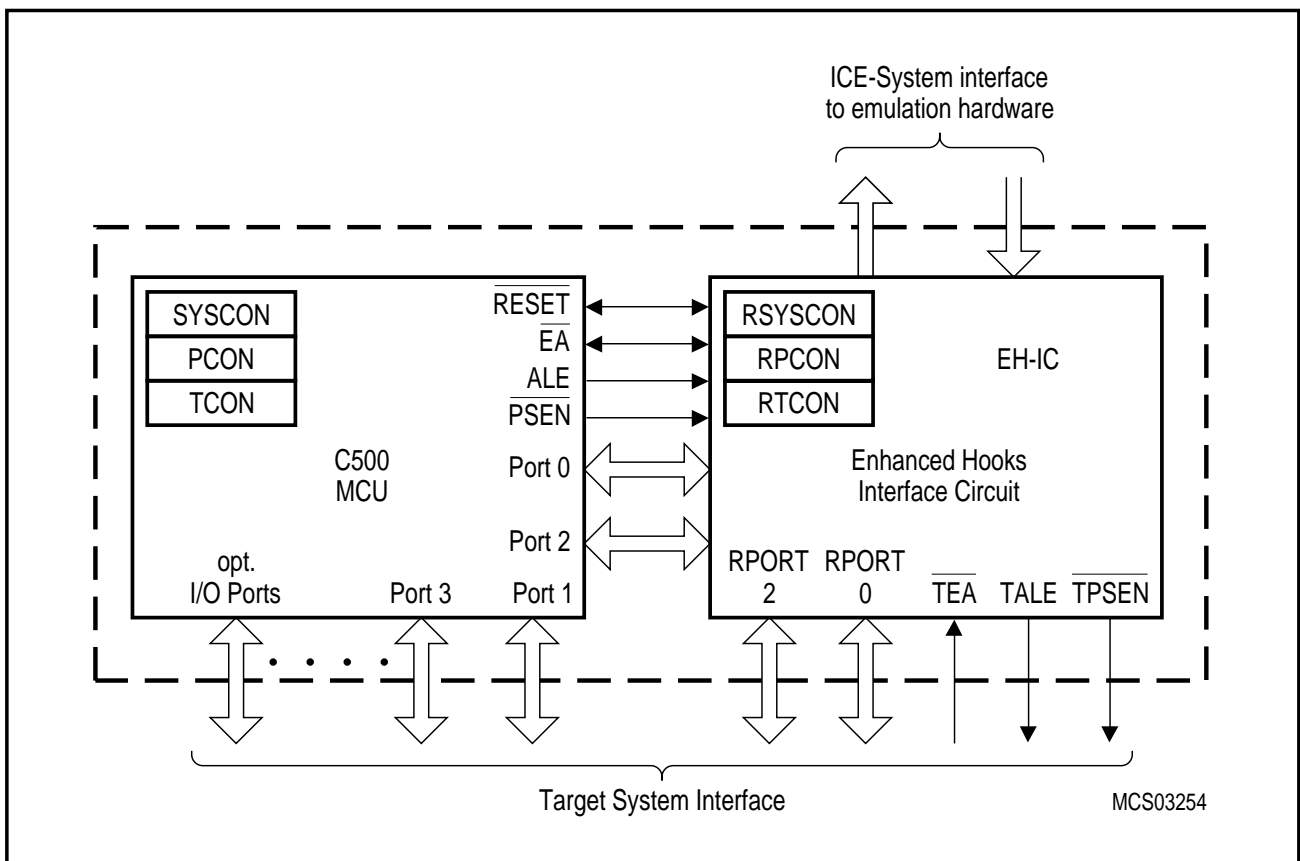 ICE-System interface
to emulation hardware
SYSCON
PCON
TCON
RESET
EA
ALE
PSEN
C500
MCU
Port 0
Port 2
opt.
I/O Ports
Port 3
Port 1
RSYSCON
RPCON
RTCON
EH-IC
Enhanced Hooks
Interface Circuit
RPORT
2
RPORT
0
TEA
TALE
TPSEN
. . . .
Target System Interface
MCS03254